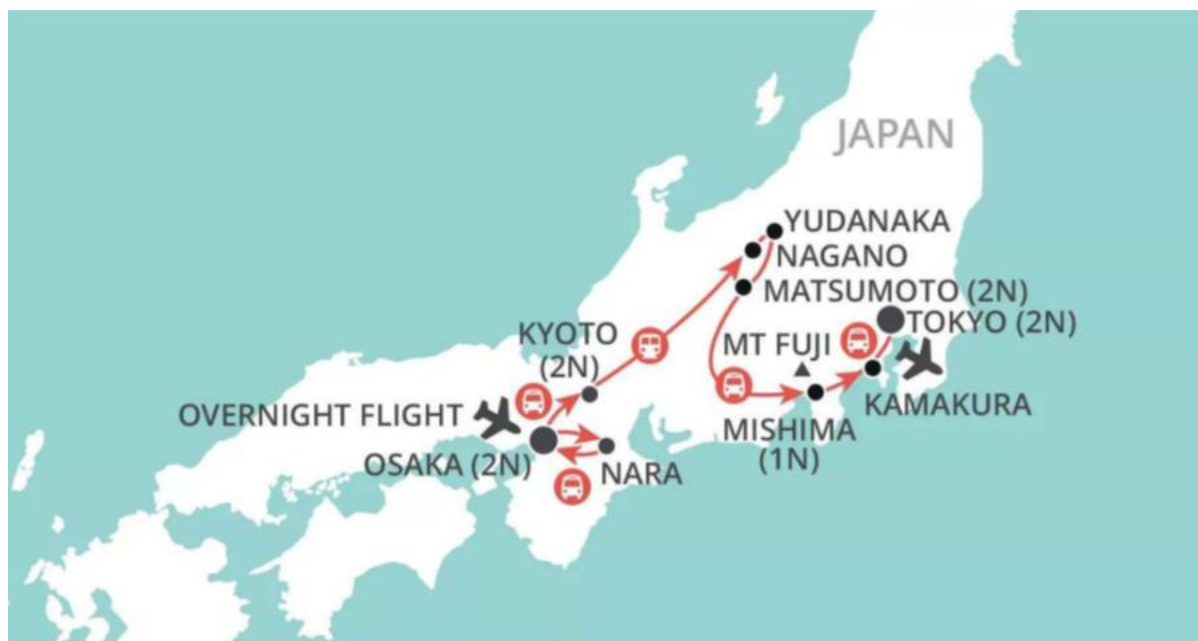 JAPAN
YUDANAKA
NAGANO
MATSUMOTO (2N)
TOKYO (2N)
KYOTO
(2N)
MT FUJI
OVERNIGHT FLIGHT
KAMAKURA
MISHIMA
(1N)
OSAKA (2N)
NARA